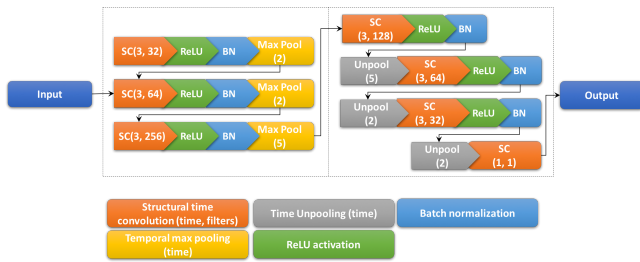 Input
SC(3, 32) ReLU BN Max Pool
(2)
SC(3, 64) ReLU BN Max Pool
(2)
SC(3, 256) ReLU BN Max Pool
(5)
SC
(3, 128) ReLU BN
Unpool
(5) SC
(3, 64) ReLU BN
Unpool
(2) SC
(3, 32) ReLU BN
Unpool
(2) SC
(1, 1)
Output
Structural time
convolution (time, filters)
Time Unpooling (time)
Batch normalization
Temporal max pooling
(time)
ReLU activation